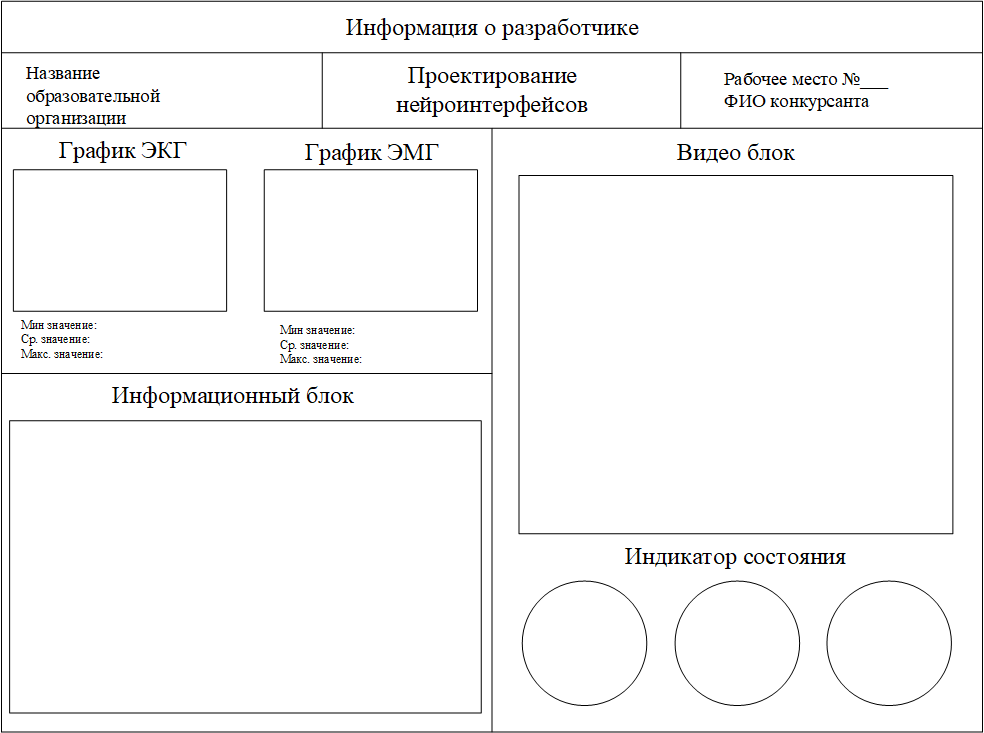 Информация о разработчике
Название
образовательной
организации
Проектирование
нейроинтерфейсов
Рабочее место №___
ФИО конкурсанта
График ЭКГ
График ЭМГ
Мин значение:
Ср. значение:
Макс. значение:
Мин значение:
Ср. значение:
Макс. значение:
Информационный блок
Видео блок
Индикатор состояния